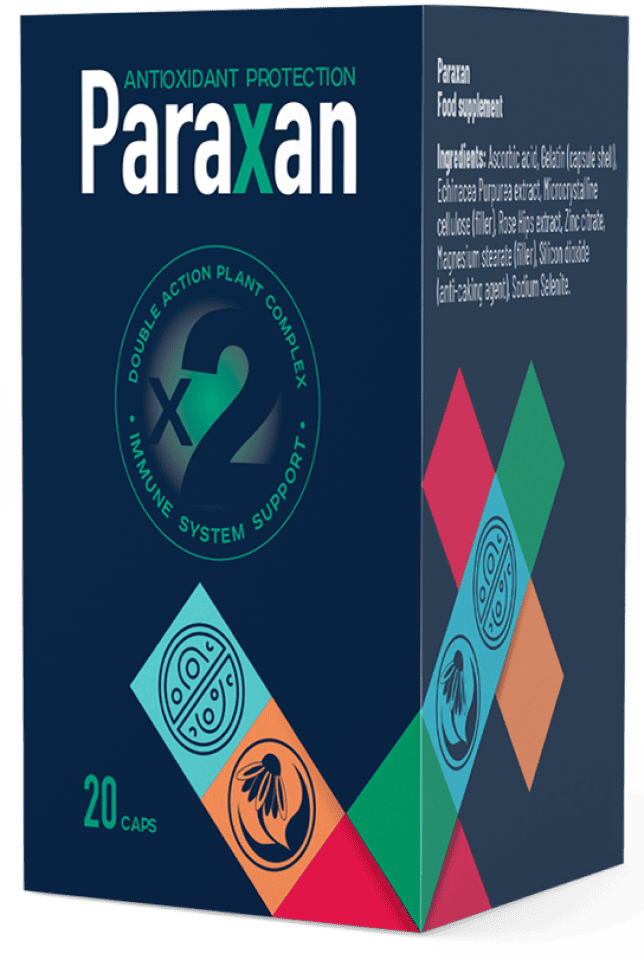 ANTIOXIDANT PROTECTION
Paraxan
DOUBLE ACTION PLANT COMPLEX
x2
• IMMUNE SYSTEM SUPPORT •
20 CAPS
Paraxan
Food supplement
Ingredients: Ascorbic acid, Gelatin (capsule shell),
Echinacea Purpurea extract, Microcrystalline
cellulose (filler), Rose Hips extract, Zinc citrate,
Magnesium stearate (filler), Silicon dioxide
(anti-caking agent), Sodium Selenite.